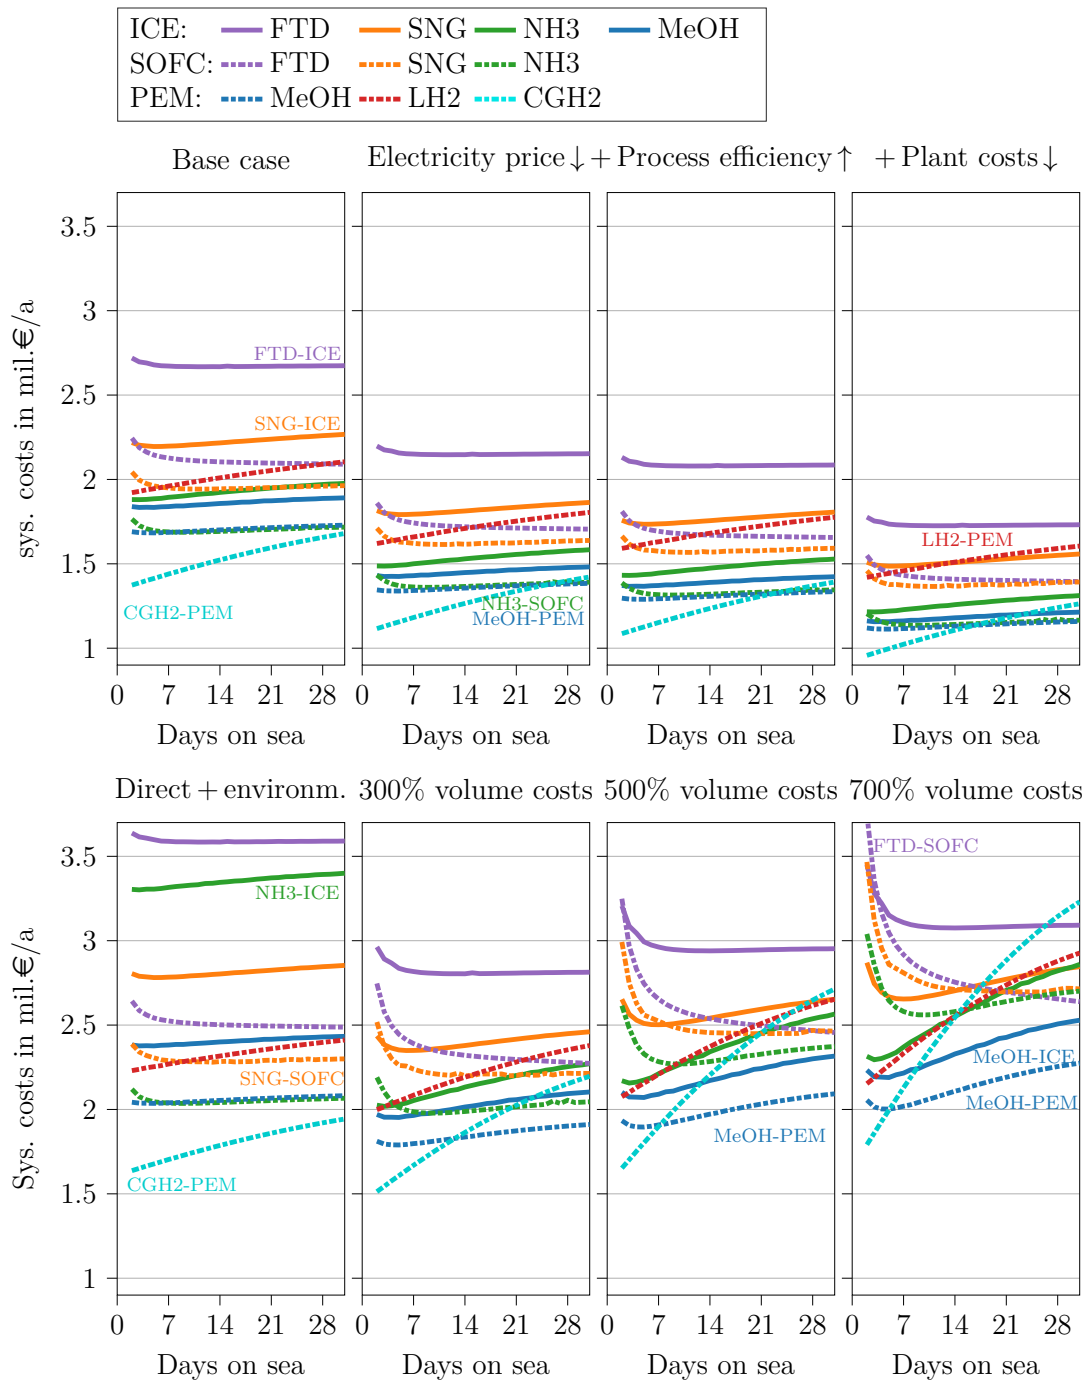 ICE: FTD SNG NH3 MeOH
SOFC: FTD SNG NH3
PEM: MeOH LH2 CGH2
Base case Electricity price ↓ + Process efficiency ↑ + Plant costs ↓
sys. costs in mil.€/a
3.5
3
2.5
2
1.5
1
FTD-ICE
SNG-ICE
CGH2-PEM
NH3-SOFC
MeOH-PEM
LH2-PEM
0 7 14 21 28 0 7 14 21 28 0 7 14 21 28 0 7 14 21 28
Days on sea Days on sea Days on sea Days on sea
Direct + environm. 300% volume costs 500% volume costs 700% volume costs
Sys. costs in mil.€/a
3.5
3
2.5
2
1.5
1
NH3-ICE
SNG-SOFC
CGH2-PEM
MeOH-PEM
FTD-SOFC
MeOH-ICE
MeOH-PEM
0 7 14 21 28 0 7 14 21 28 0 7 14 21 28 0 7 14 21 28
Days on sea Days on sea Days on sea Days on sea